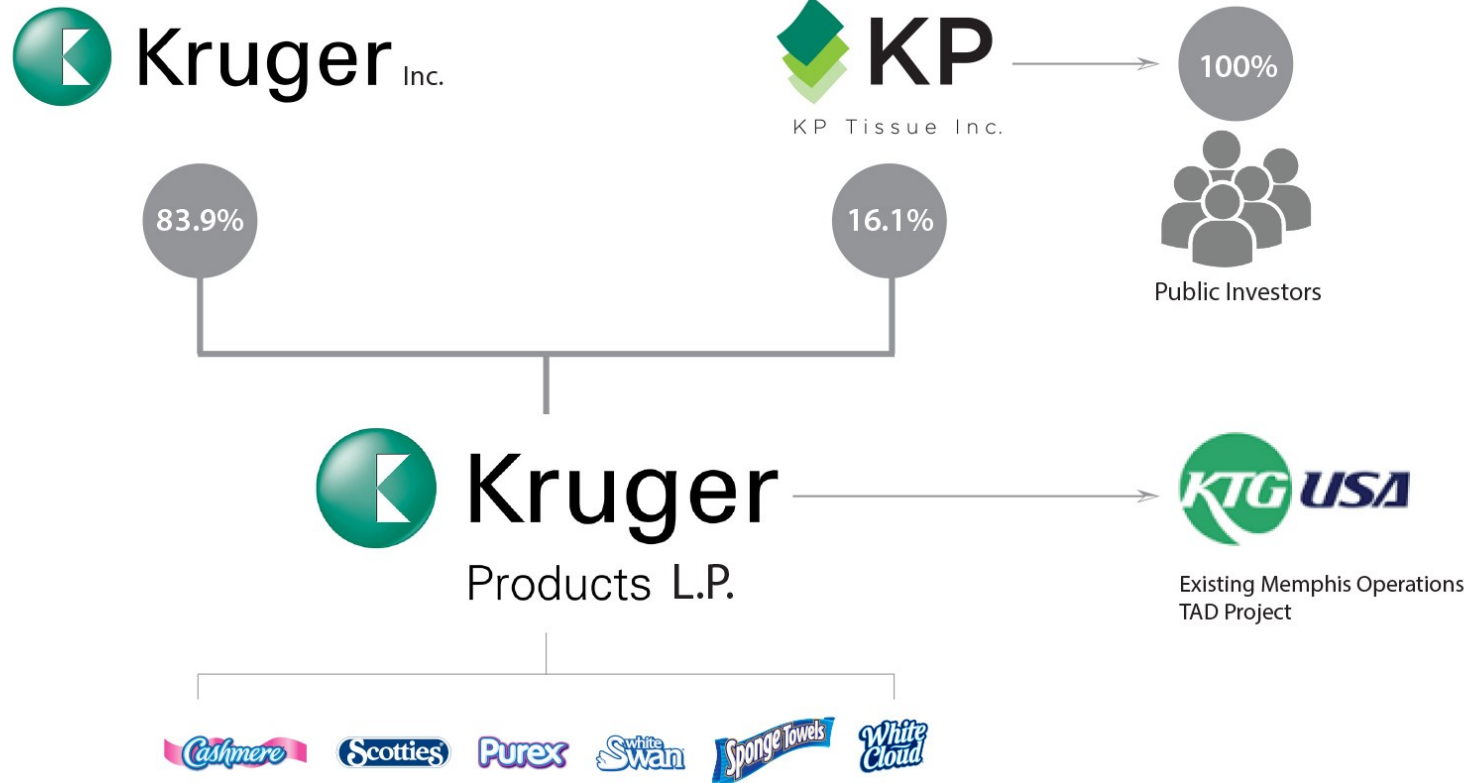 Kruger Inc.
KP
KP Tissue Inc.
100%
83.9%
16.1%
Public Investors
Kruger
Products L.P.
KTG USA
Existing Memphis Operations
TAD Project
Cashmere
Scotties
Purex
White Swan
Sponge Towels
White
Cloud